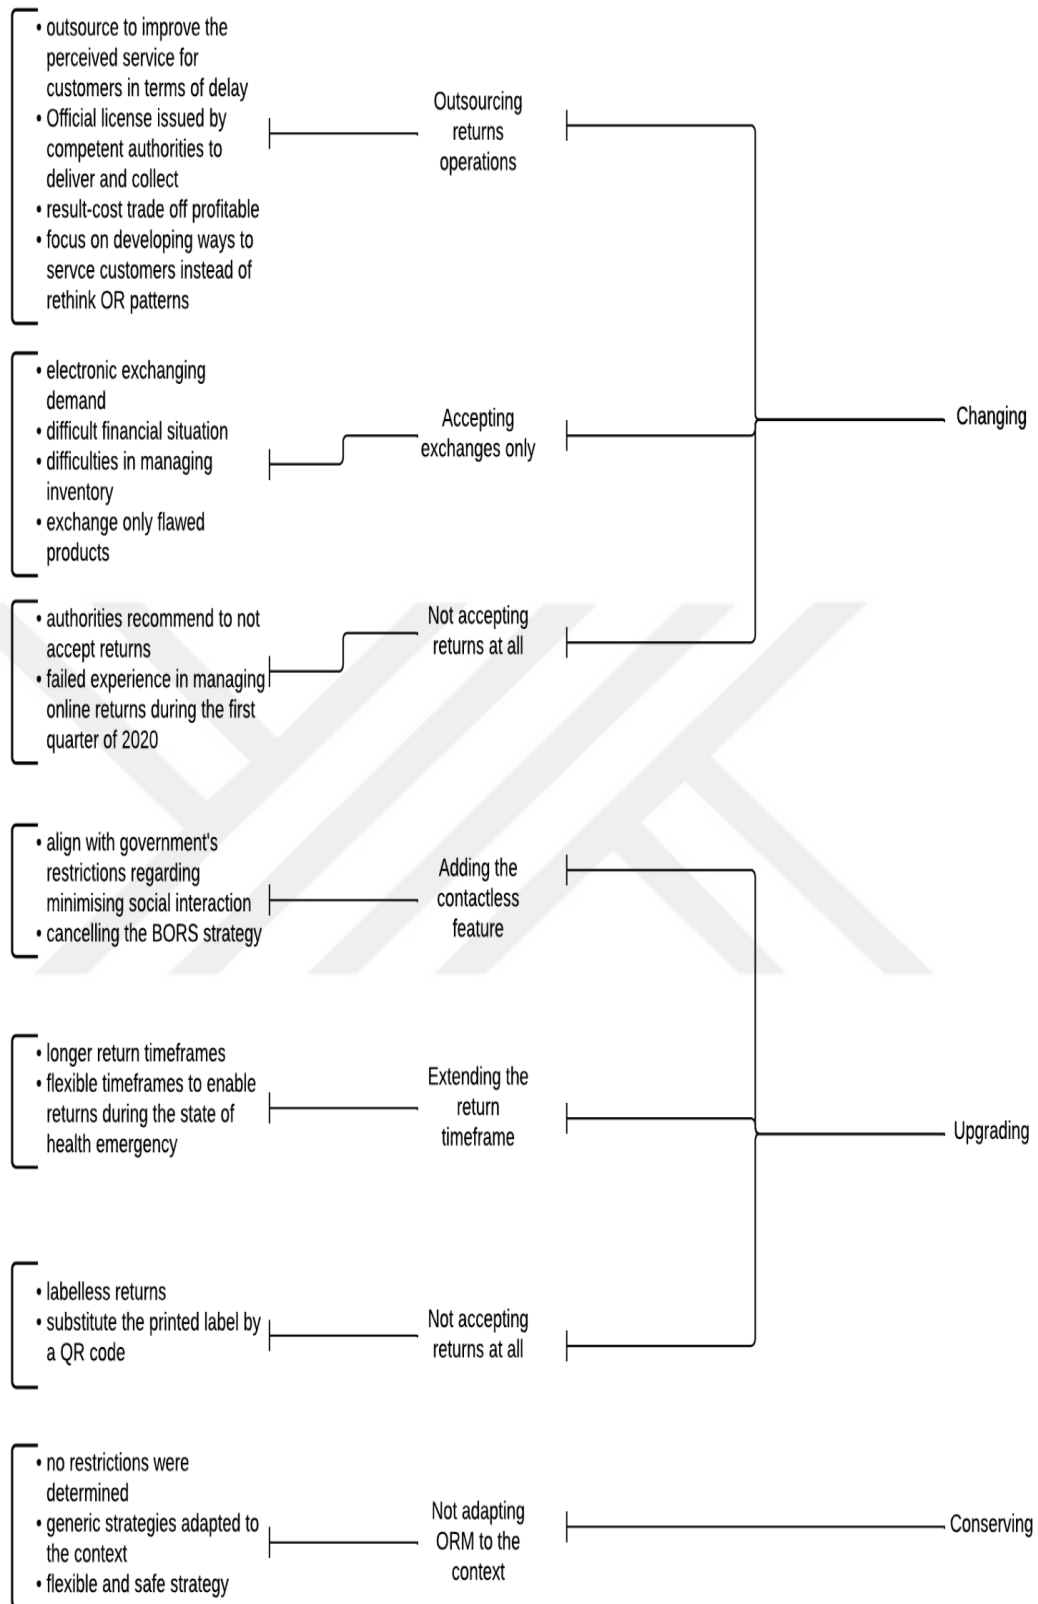 • outsource to improve the
perceived service for
customers in terms of delay
• Official license issued by
competent authorities to
deliver and collect
• result-cost trade off profitable
• focus on developing ways to
servce customers instead of
rethink OR patterns
Outsourcing
returns
operations
• electronic exchanging
demand
• difficult financial situation
• difficulties in managing
inventory
• exchange only flawed
products
Accepting
exchanges only
Changing
• authorities recommend to not
accept returns
• failed experience in managing
online returns during the first
quarter of 2020
Not accepting
returns at all
• align with government's
restrictions regarding
minimising social interaction
• cancelling the BORS strategy
Adding the
contactless
feature
• longer return timeframes
• flexible timeframes to enable
returns during the state of
health emergency
Extending the
return
timeframe
Upgrading
• labelless returns
• substitute the printed label by
a QR code
Not accepting
returns at all
• no restrictions were
determined
• generic strategies adapted to
the context
• flexible and safe strategy
Not adapting
ORM to the
context
Conserving